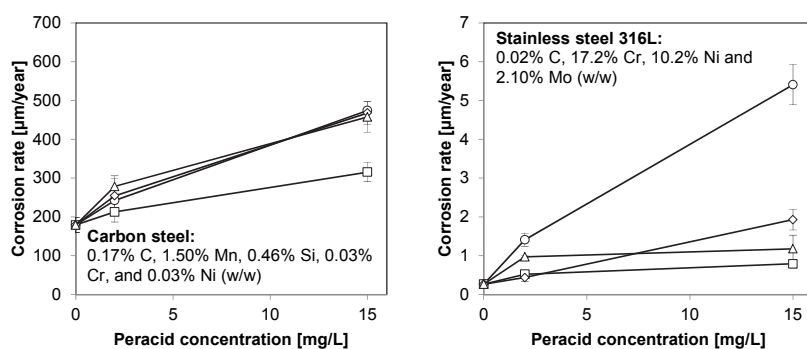 700
600
500
400
300
200
100
0
Corrosion rate [µm/year]
Carbon steel:
0.17% C, 1.50% Mn, 0.46% Si, 0.03%
Cr, and 0.03% Ni (w/w)
0
5
10
15
Peracid concentration [mg/L]
7
6
5
4
3
2
1
0
Corrosion rate [µm/year]
Stainless steel 316L:
0.02% C, 17.2% Cr, 10.2% Ni and
2.10% Mo (w/w)
0
5
10
15
Peracid concentration [mg/L]